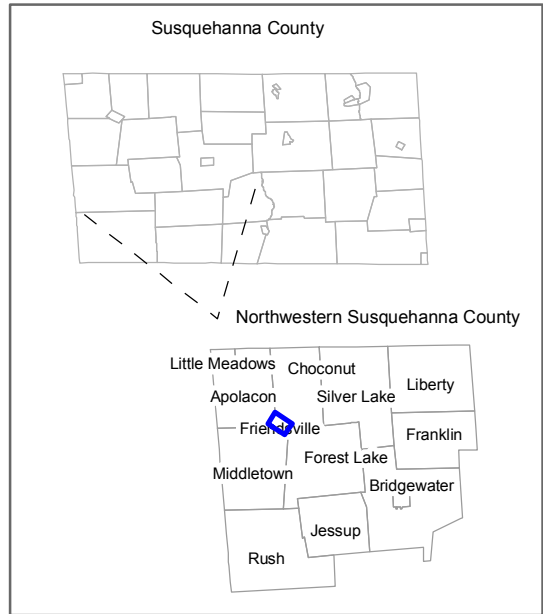 Susquehanna County
Northwestern Susquehanna County
Little Meadows
Choconut
Liberty
Apolacon
Silver Lake
Friendsville
Franklin
Forest Lake
Middletown
Bridgewater
Jessup
Rush